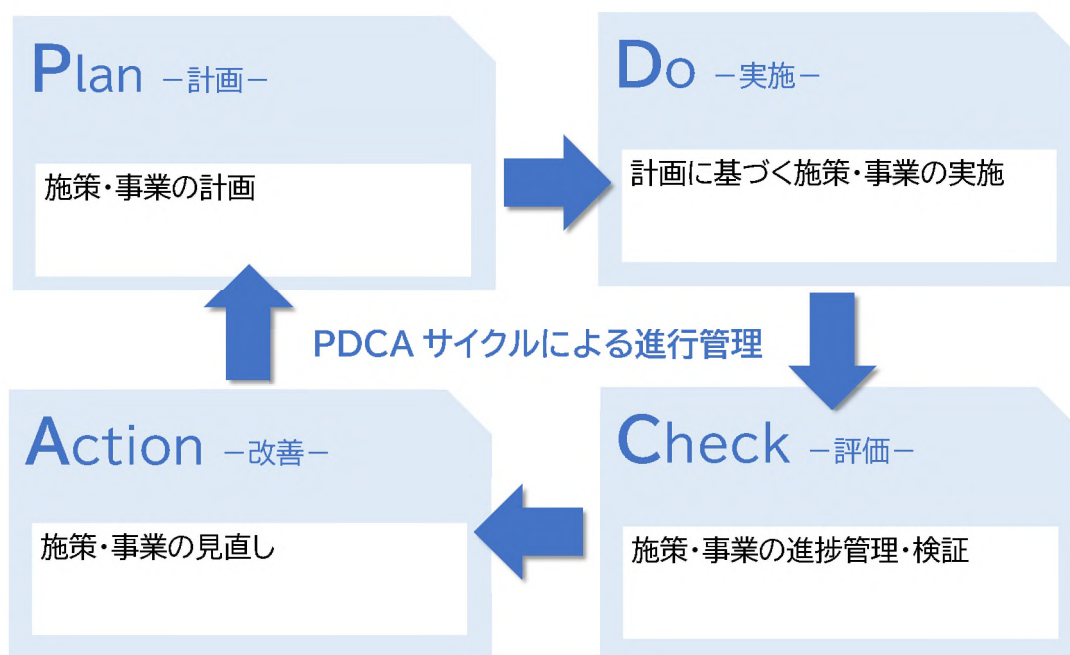 Plan －計画－
施策・事業の計画
Do －実施－
計画に基づく施策・事業の実施
PDCA サイクルによる進行管理
Action －改善－
施策・事業の見直し
Check －評価－
施策・事業の進捗管理・検証